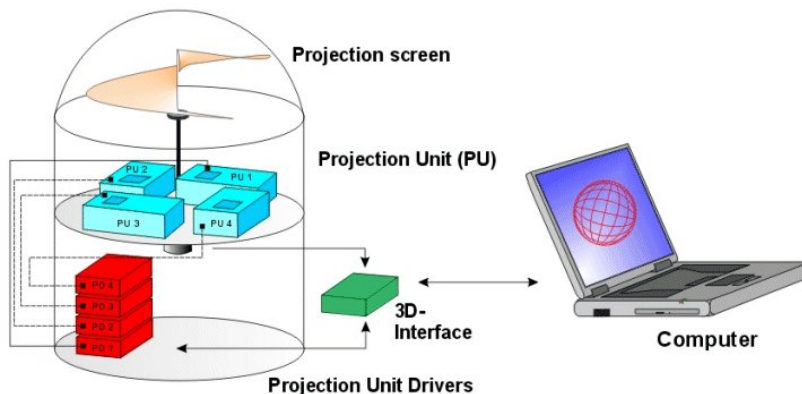 Projection screen
Projection Unit (PU)
PU 2
PU 1
PU 3
PU 4
PD 4
PD 3
PD 2
PD 1
3D-
Interface
Computer
Projection Unit Drivers